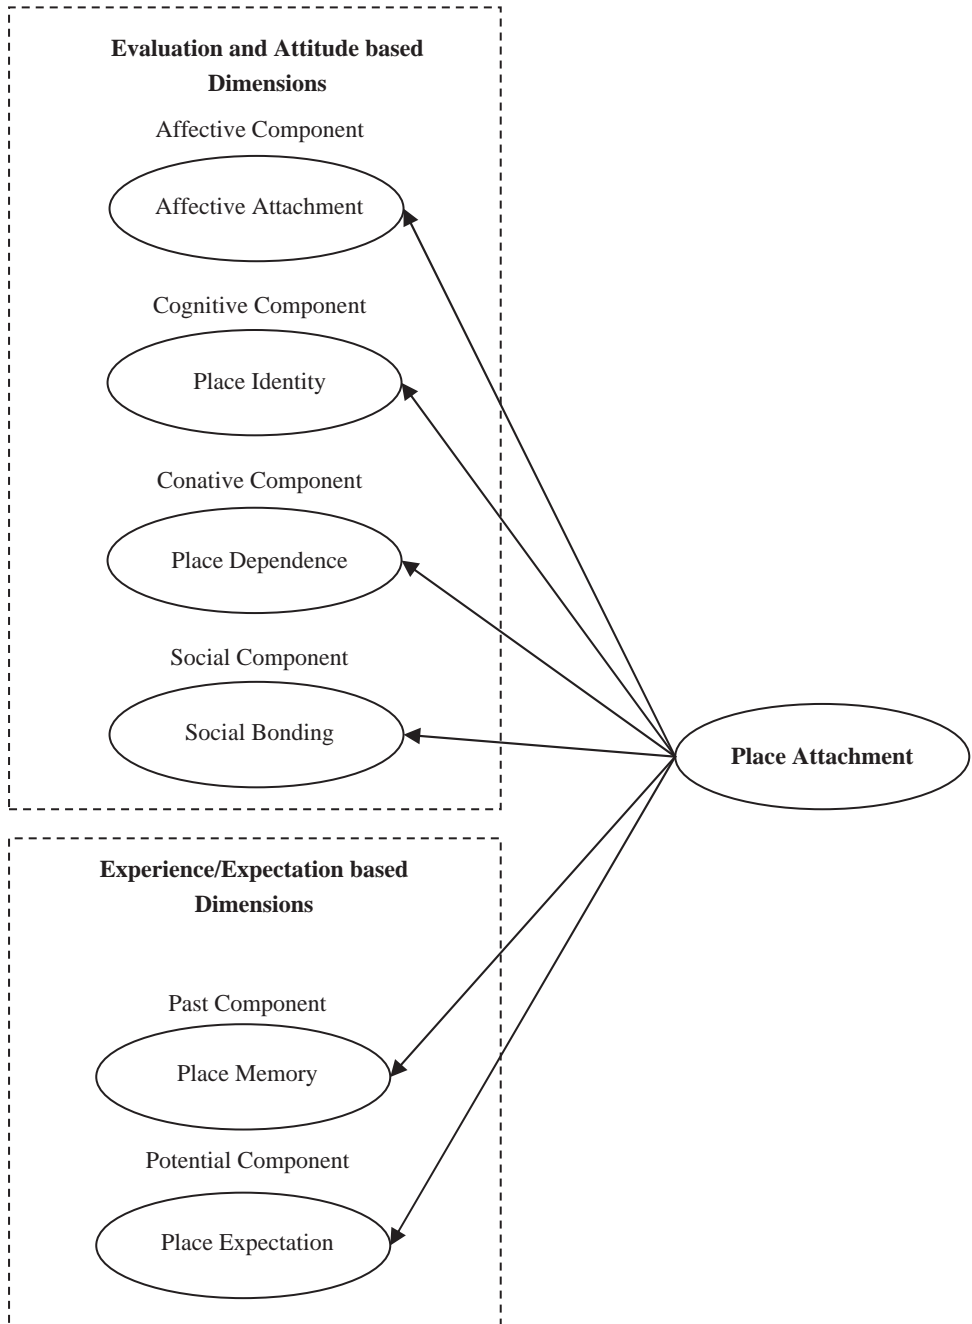 Evaluation and Attitude based
Dimensions
Affective Component
Affective Attachment
Cognitive Component
Place Identity
Conative Component
Place Dependence
Social Component
Social Bonding
Place Attachment
Experience/Expectation based
Dimensions
Past Component
Place Memory
Potential Component
Place Expectation